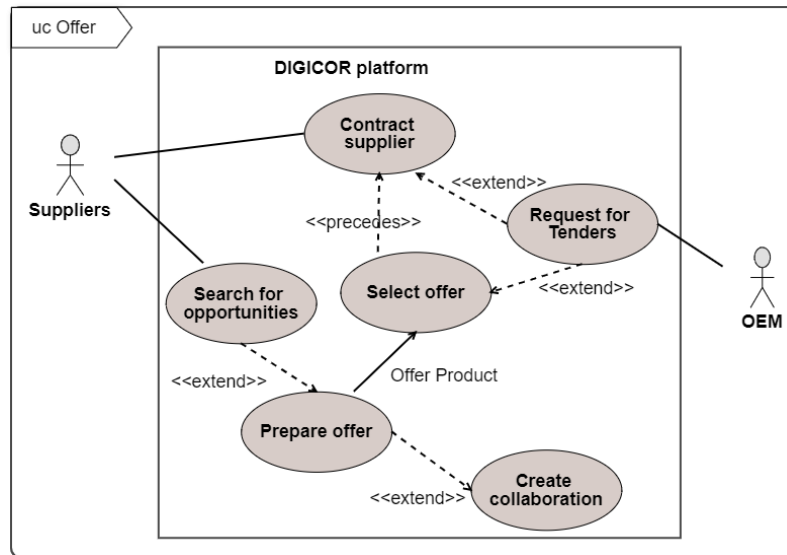 uc Offer
DIGICOR platform
Contract
supplier
<<extend>>
Suppliers
<<precedes>>
Request for
Tenders
Search for
opportunities
Select offer
<<extend>>
OEM
<<extend>>
Offer Product
Prepare offer
Create
collaboration
<<extend>>